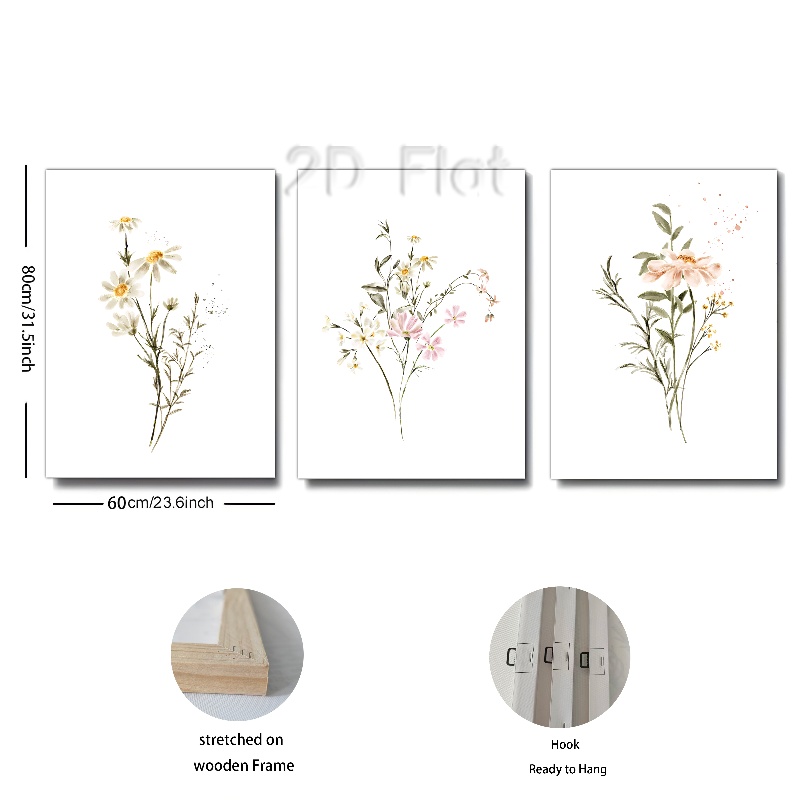 2D Flat
80cm/31.5inch
60cm/23.6inch
stretched on
wooden Frame
Hook
Ready to Hang